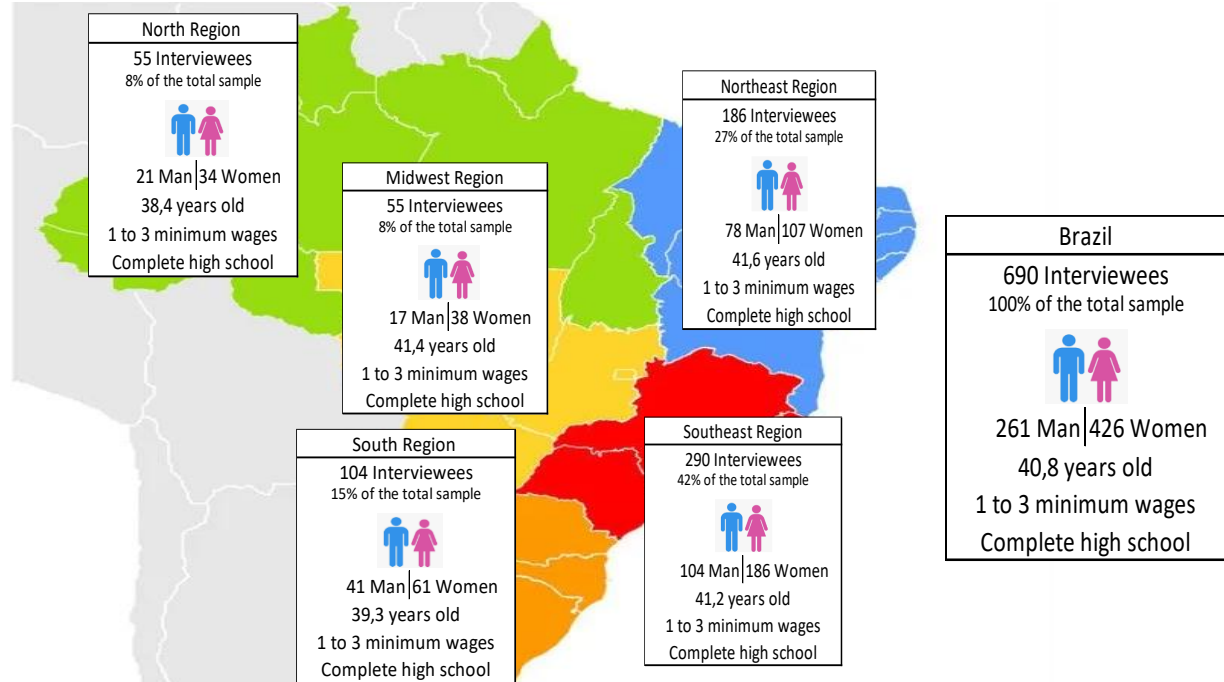 North Region
55 Interviewees
8% of the total sample
21 Man|34 Women
38,4 years old
1 to 3 minimum wages
Complete high school
Northeast Region
186 Interviewees
27% of the total sample
78 Man|107 Women
41,6 years old
1 to 3 minimum wages
Complete high school
Midwest Region
55 Interviewees
8% of the total sample
17 Man|38 Women
41,4 years old
1 to 3 minimum wages
Complete high school
Brazil
690 Interviewees
100% of the total sample
261 Man|426 Women
40,8 years old
1 to 3 minimum wages
Complete high school
South Region
104 Interviewees
15% of the total sample
41 Man|61 Women
39,3 years old
1 to 3 minimum wages
Complete high school
Southeast Region
290 Interviewees
42% of the total sample
104 Man|186 Women
41,2 years old
1 to 3 minimum wages
Complete high school